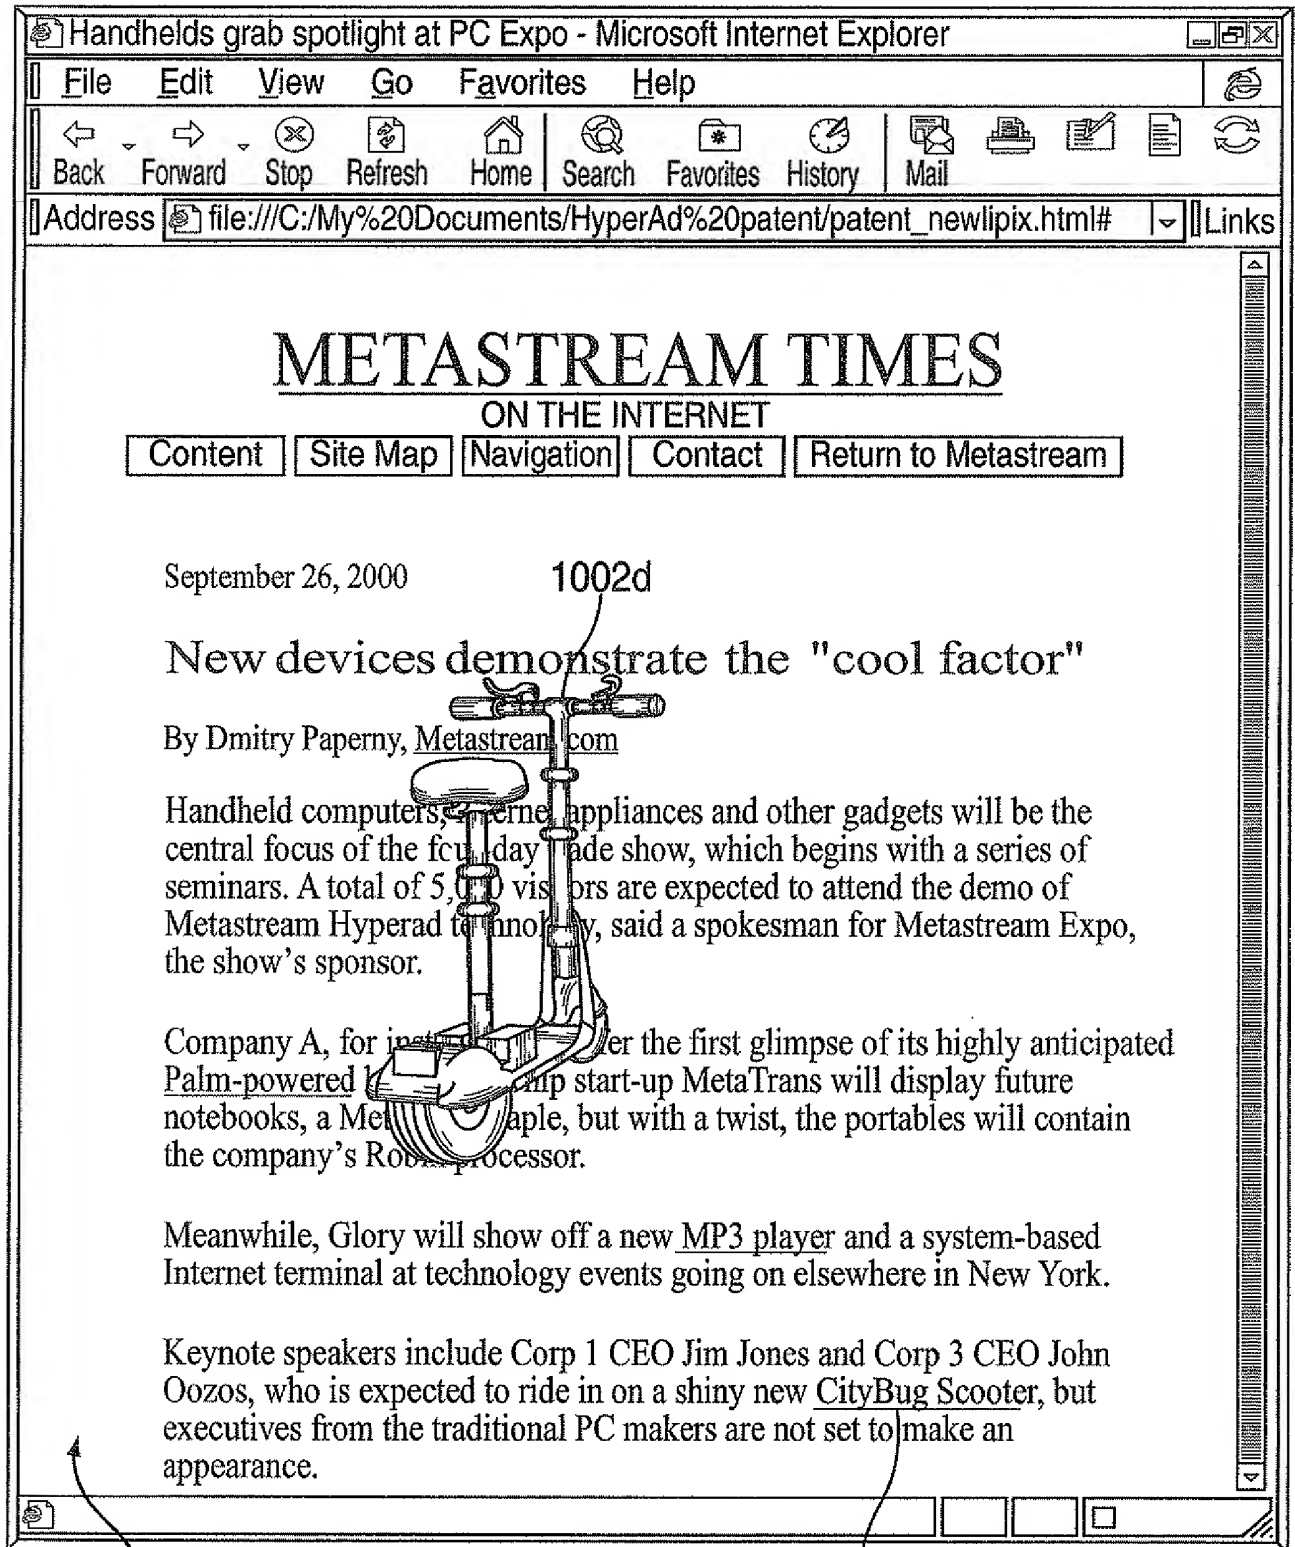 Handhelds grab spotlight at PC Expo - Microsoft Internet Explorer
File Edit View Go Favorites Help
Back Forward Stop Refresh Home Search Favorites History Mail
Address file:///C:/My%20Documents/HyperAd%20patent/patent_newlipix.html# Links
METASTREAM TIMES
ON THE INTERNET
Content Site Map Navigation Contact Return to Metastream
September 26, 2000 1002d
New devices demonstrate the "cool factor"
By Dmitry Paperny, Metastream.com
Handheld computers, appliances and other gadgets will be the
central focus of the day show, which begins with a series of
seminars. A total of are expected to attend the demo of
Metastream Hyperad said a spokesman for Metastream Expo,
the show's sponsor.
Company A, for the first glimpse of its highly anticipated
Palm-powered start-up MetaTrans will display future
notebooks, a but with a twist, the portables will contain
the company's processor.
Meanwhile, Glory will show off a new MP3 player and a system-based
Internet terminal at technology events going on elsewhere in New York.
Keynote speakers include Corp 1 CEO Jim Jones and Corp 3 CEO John
Oozos, who is expected to ride in on a shiny new CityBug Scooter, but
executives from the traditional PC makers are not set to make an
appearance.